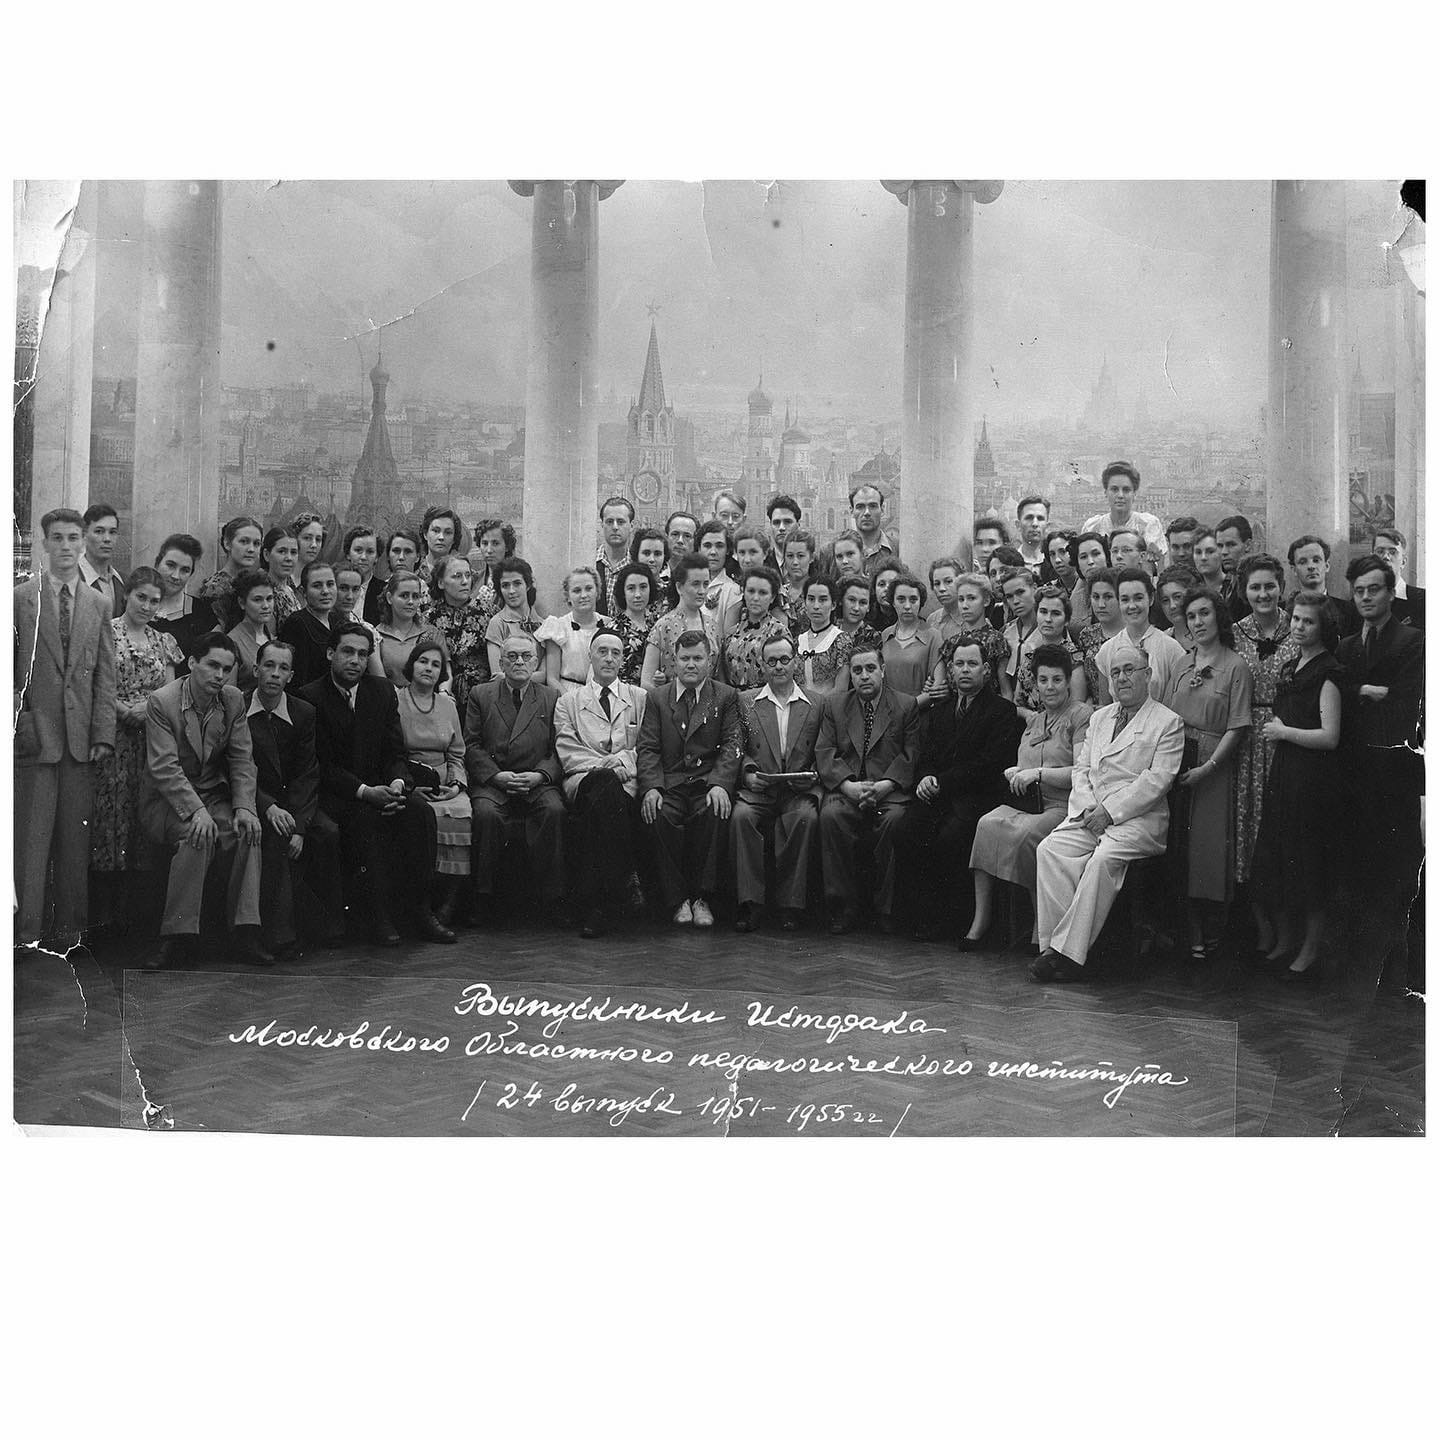 Выпускники Истфака
Московского Областного педагогического института
/ 24 выпуск 1951-1955 гг /